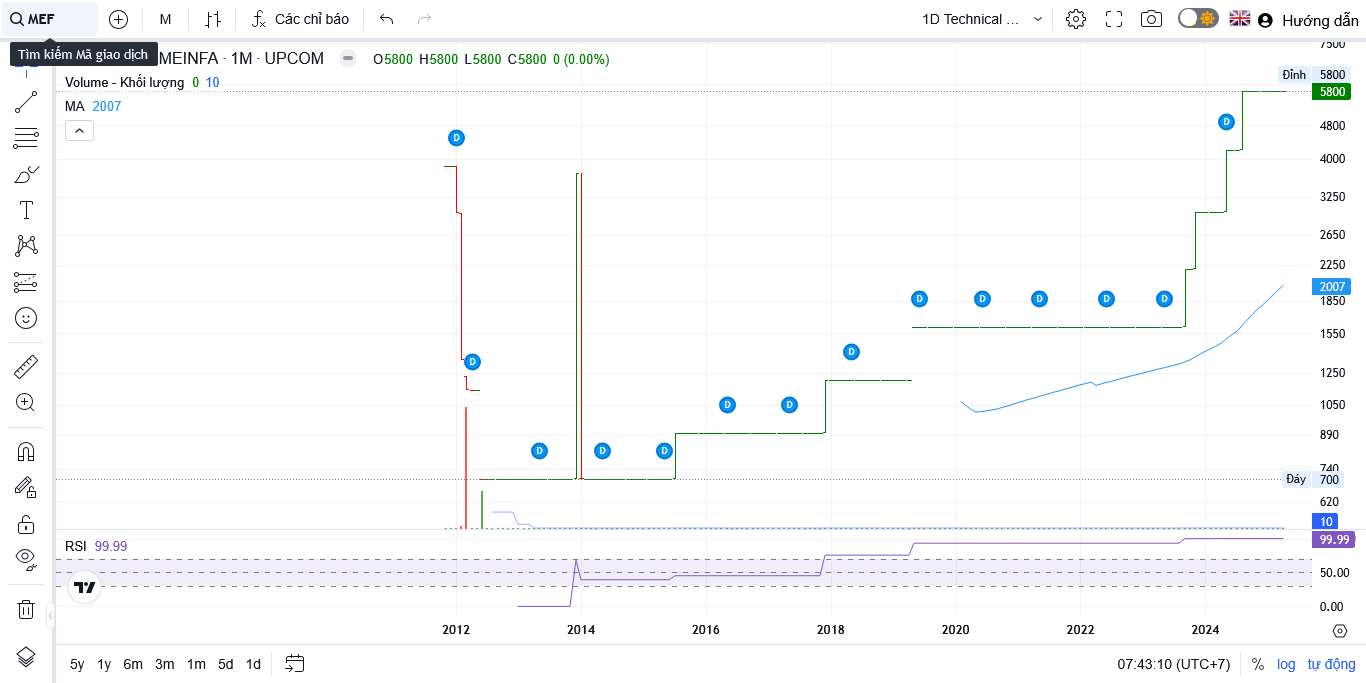 MEF
M
Các chỉ báo
1D Technical ...
Hướng dẫn
Tìm kiếm Mã giao dịch
MEINFA · 1M · UPCOM
O5800 H5800 L5800 C5800 0 (0.00%)
Volume - Khối lượng 0 10
MA 2007
D
D
D
D
D
D
D
D
D
D
D
D
D
D
7500
Đỉnh 5800
5800
4800
4000
3250
2650
2250
2007
1850
1550
1250
1050
890
740
Đáy 700
620
10
RSI 99.99
99.99
50.00
0.00
2012 2014 2016 2018 2020 2022 2024
5y 1y 6m 3m 1m 5d 1d
07:43:10 (UTC+7) % log tự động